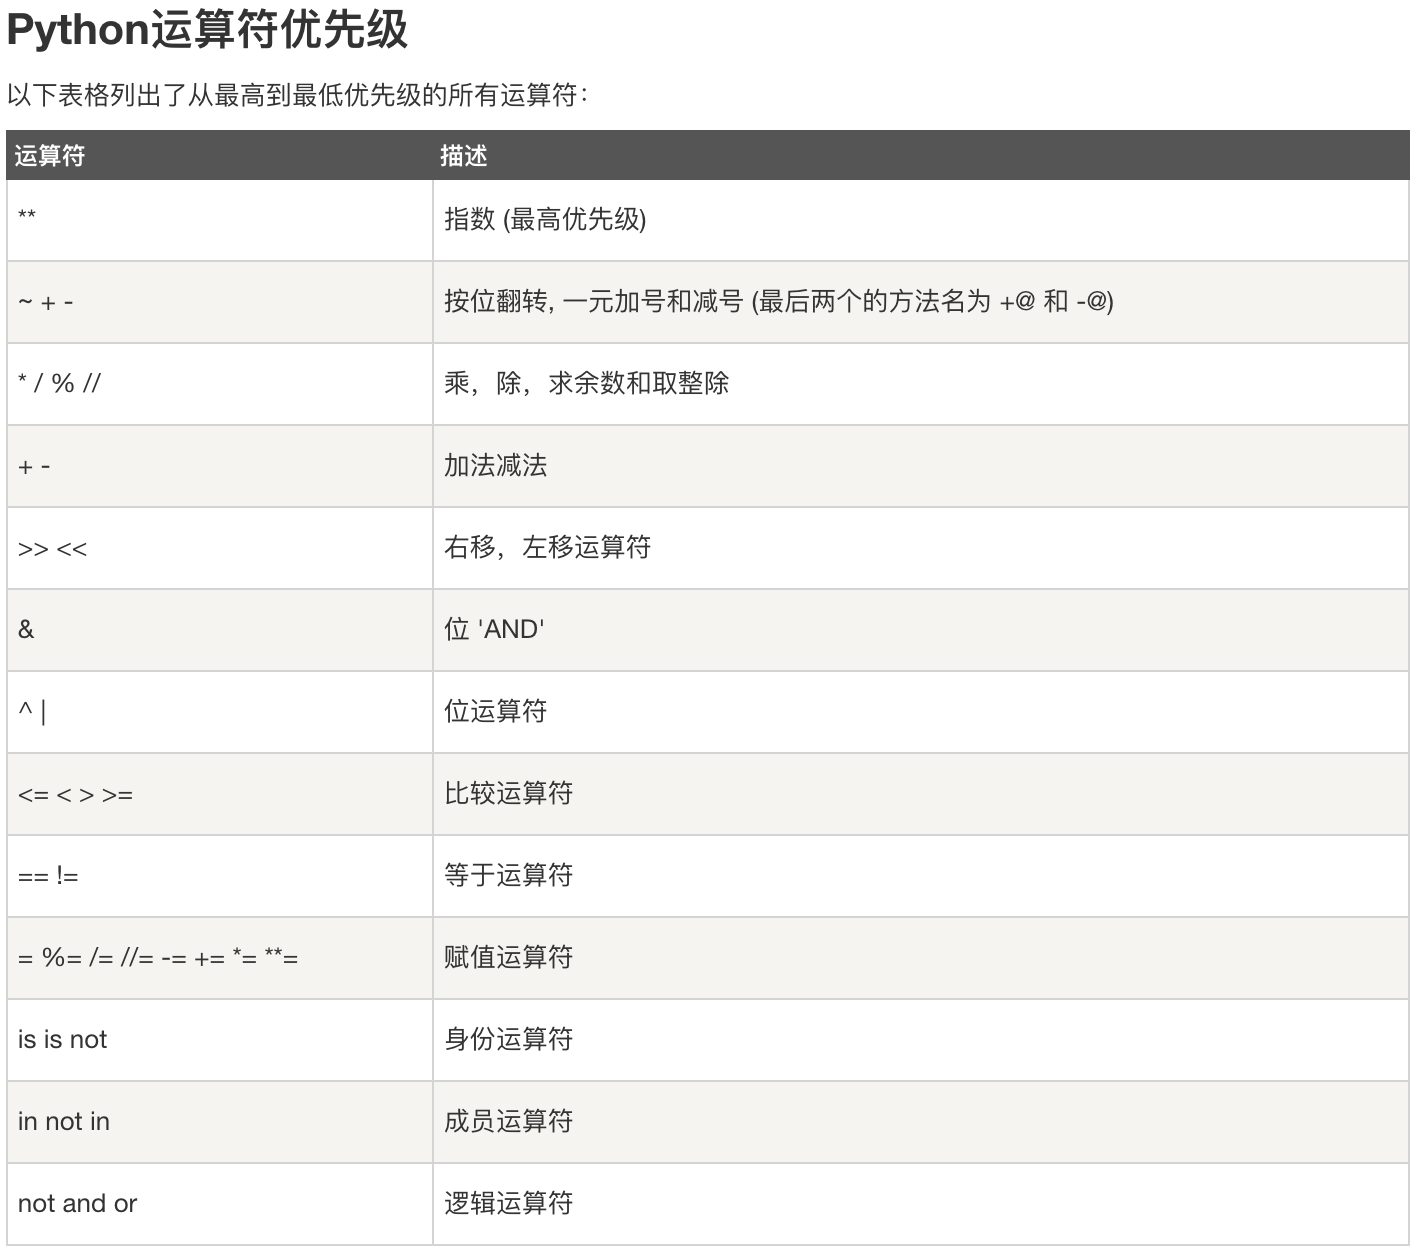 Python运算符优先级
以下表格列出了从最高到最低优先级的所有运算符：
运算符 描述
** 指数 (最高优先级)
~ + - 按位翻转, 一元加号和减号 (最后两个的方法名为 +@ 和 -@)
* / % // 乘，除，求余数和取整除
+ - 加法减法
>> << 右移，左移运算符
& 位 'AND'
^ | 位运算符
<= < > >= 比较运算符
== != 等于运算符
= %= /= //= -= += *= **= 赋值运算符
is is not 身份运算符
in not in 成员运算符
not and or 逻辑运算符